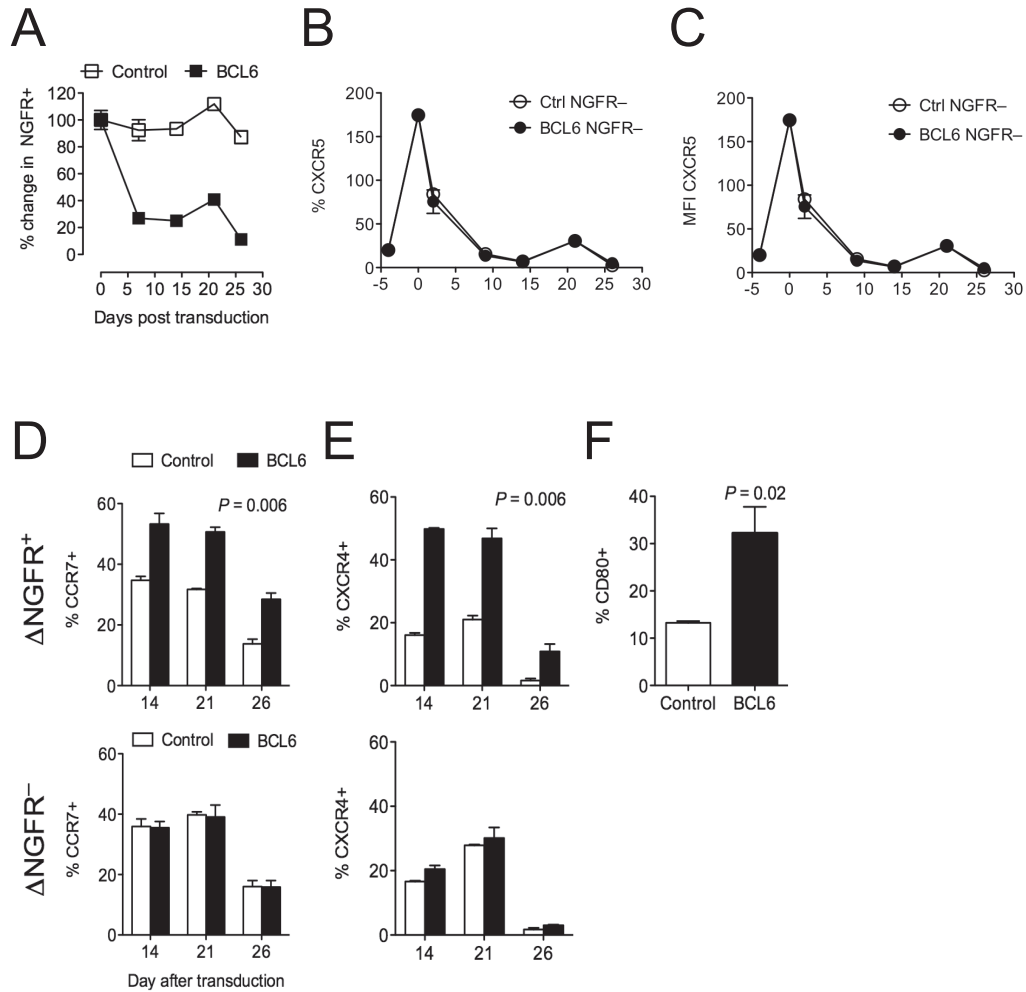 A
B
C
Control BCL6
% change in NGFR+
120
100
80
60
40
20
0
0 5 10 15 20 25 30
Days post transduction
Ctrl NGFR–
BCL6 NGFR–
% CXCR5
200
150
100
50
0
-5 0 5 10 15 20 25 30
Ctrl NGFR–
BCL6 NGFR–
MFI CXCR5
200
150
100
50
0
-5 0 5 10 15 20 25 30
D
E
F
Control BCL6
ΔNGFR+
% CCR7+
P = 0.006
60
40
20
0
14 21 26
% CXCR4+
P = 0.006
60
40
20
0
14 21 26
% CD80+
P = 0.02
40
30
20
10
0
Control BCL6
Control BCL6
ΔNGFR–
% CCR7+
60
40
20
0
14 21 26
Day after transduction
% CXCR4+
60
40
20
0
14 21 26